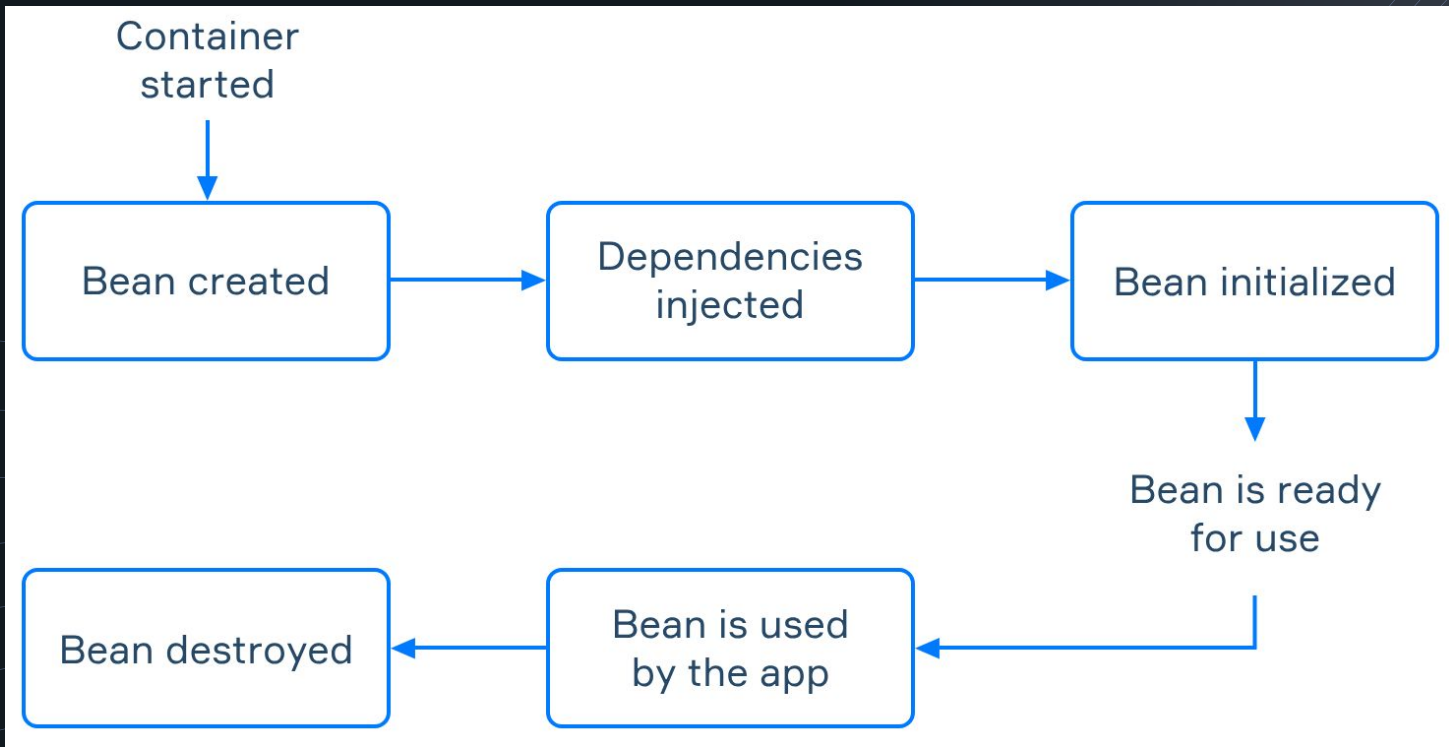 Container
started
Bean created
Dependencies
injected
Bean initialized
Bean is ready
for use
Bean is used
by the app
Bean destroyed